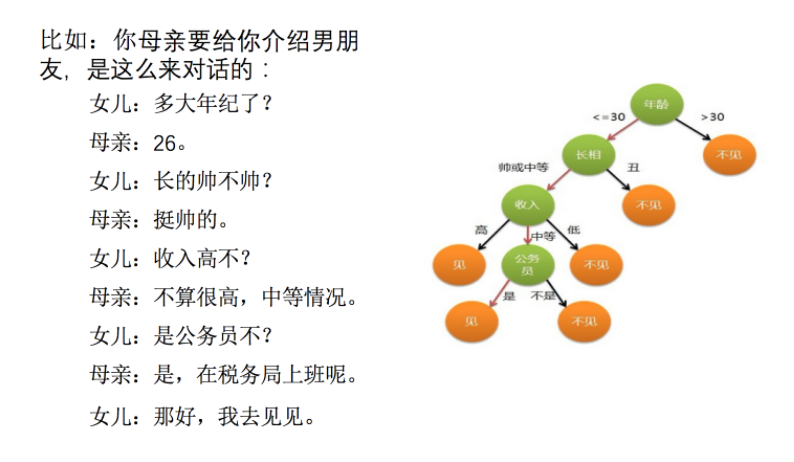 比如：你母亲要给你介绍男朋
友，是这么来对话的：
女儿：多大年纪了？
母亲：26。
女儿：长的帅不帅？
母亲：挺帅的。
女儿：收入高不？
母亲：不算很高，中等情况。
女儿：是公务员不？
母亲：是，在税务局上班呢。
女儿：那好，我去见见。
年龄
<=30
>30
长相
不见
帅或中等
丑
收入
不见
高
中等
低
见
公务
员
不见
是
不是
见
不见